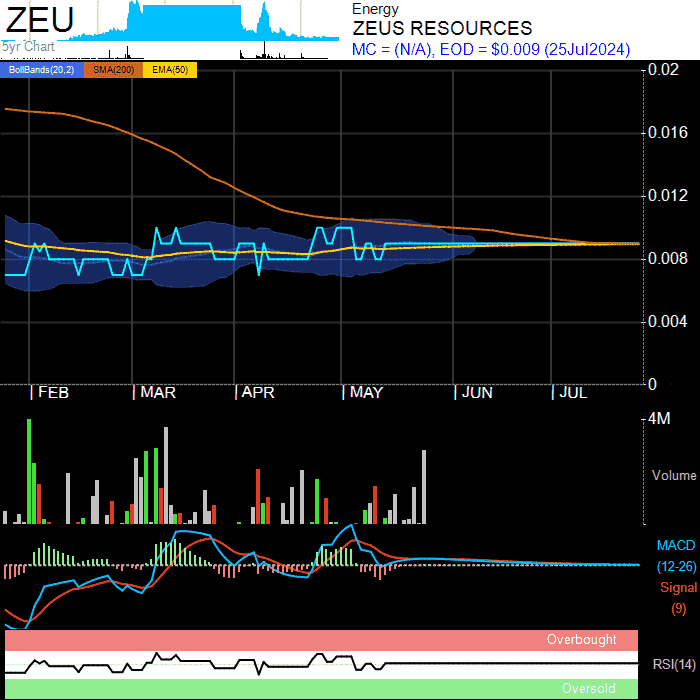 ZEU
5yr Chart
Energy
ZEUS RESOURCES
MC = (N/A), EOD = $0.009 (25Jul2024)
BollBands(20,2) SMA(200) EMA(50)
0.02
0.016
0.012
0.008
0.004
0
FEB MAR APR MAY JUN JUL
4M
Volume
MACD
(12-26)
Signal
(9)
Overbought
RSI(14)
Oversold